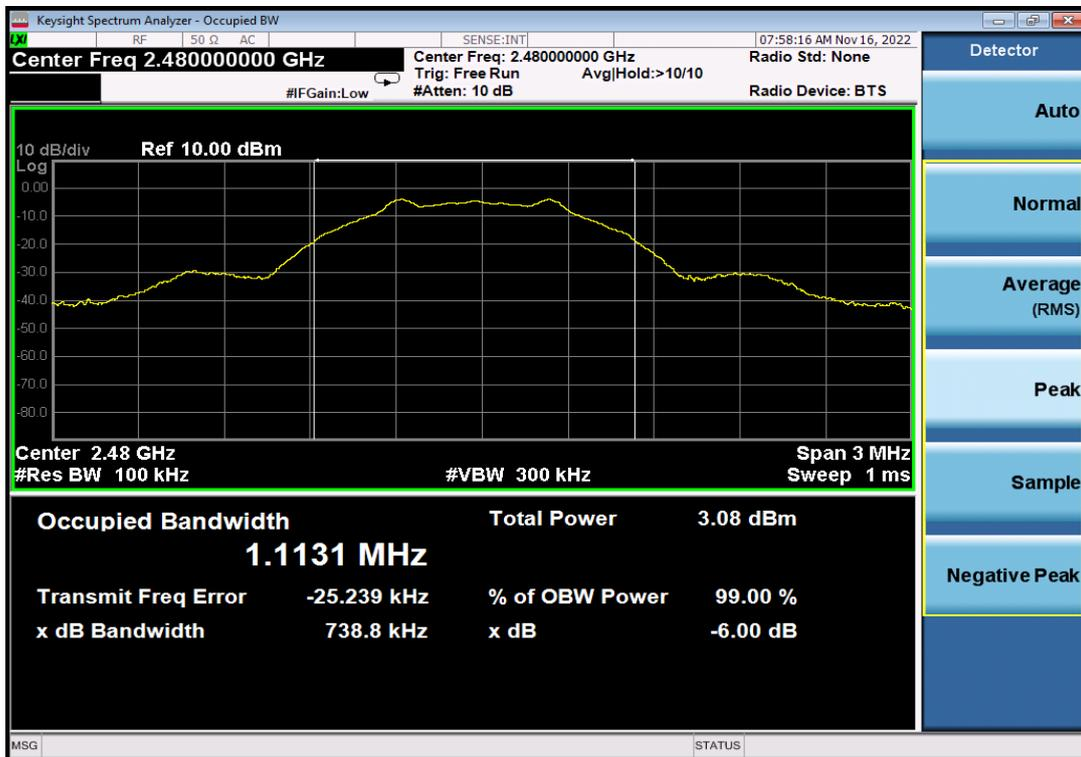 Keysight Spectrum Analyzer - Occupied BW
LXI RF 50 Ω AC SENSE:INT 07:58:16 AM Nov 16, 2022
Center Freq 2.480000000 GHz
Center Freq: 2.480000000 GHz Radio Std: None
Trig: Free Run Avg|Hold:>10/10
#IFGain:Low #Atten: 10 dB Radio Device: BTS
10 dB/div Ref 10.00 dBm
Log
0.00
-10.0
-20.0
-30.0
-40.0
-50.0
-60.0
-70.0
-80.0
Center 2.48 GHz Span 3 MHz
#Res BW 100 kHz #VBW 300 kHz Sweep 1 ms
Occupied Bandwidth Total Power 3.08 dBm
1.1131 MHz
Transmit Freq Error -25.239 kHz % of OBW Power 99.00 %
x dB Bandwidth 738.8 kHz x dB -6.00 dB
MSG STATUS
Detector
Auto
Normal
Average
(RMS)
Peak
Sample
Negative Peak